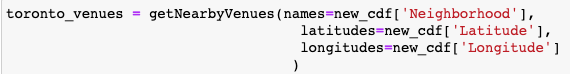 toronto_venues = getNearbyVenues(names=new_cdf['Neighborhood'],
latitudes=new_cdf['Latitude'],
longitudes=new_cdf['Longitude']
)